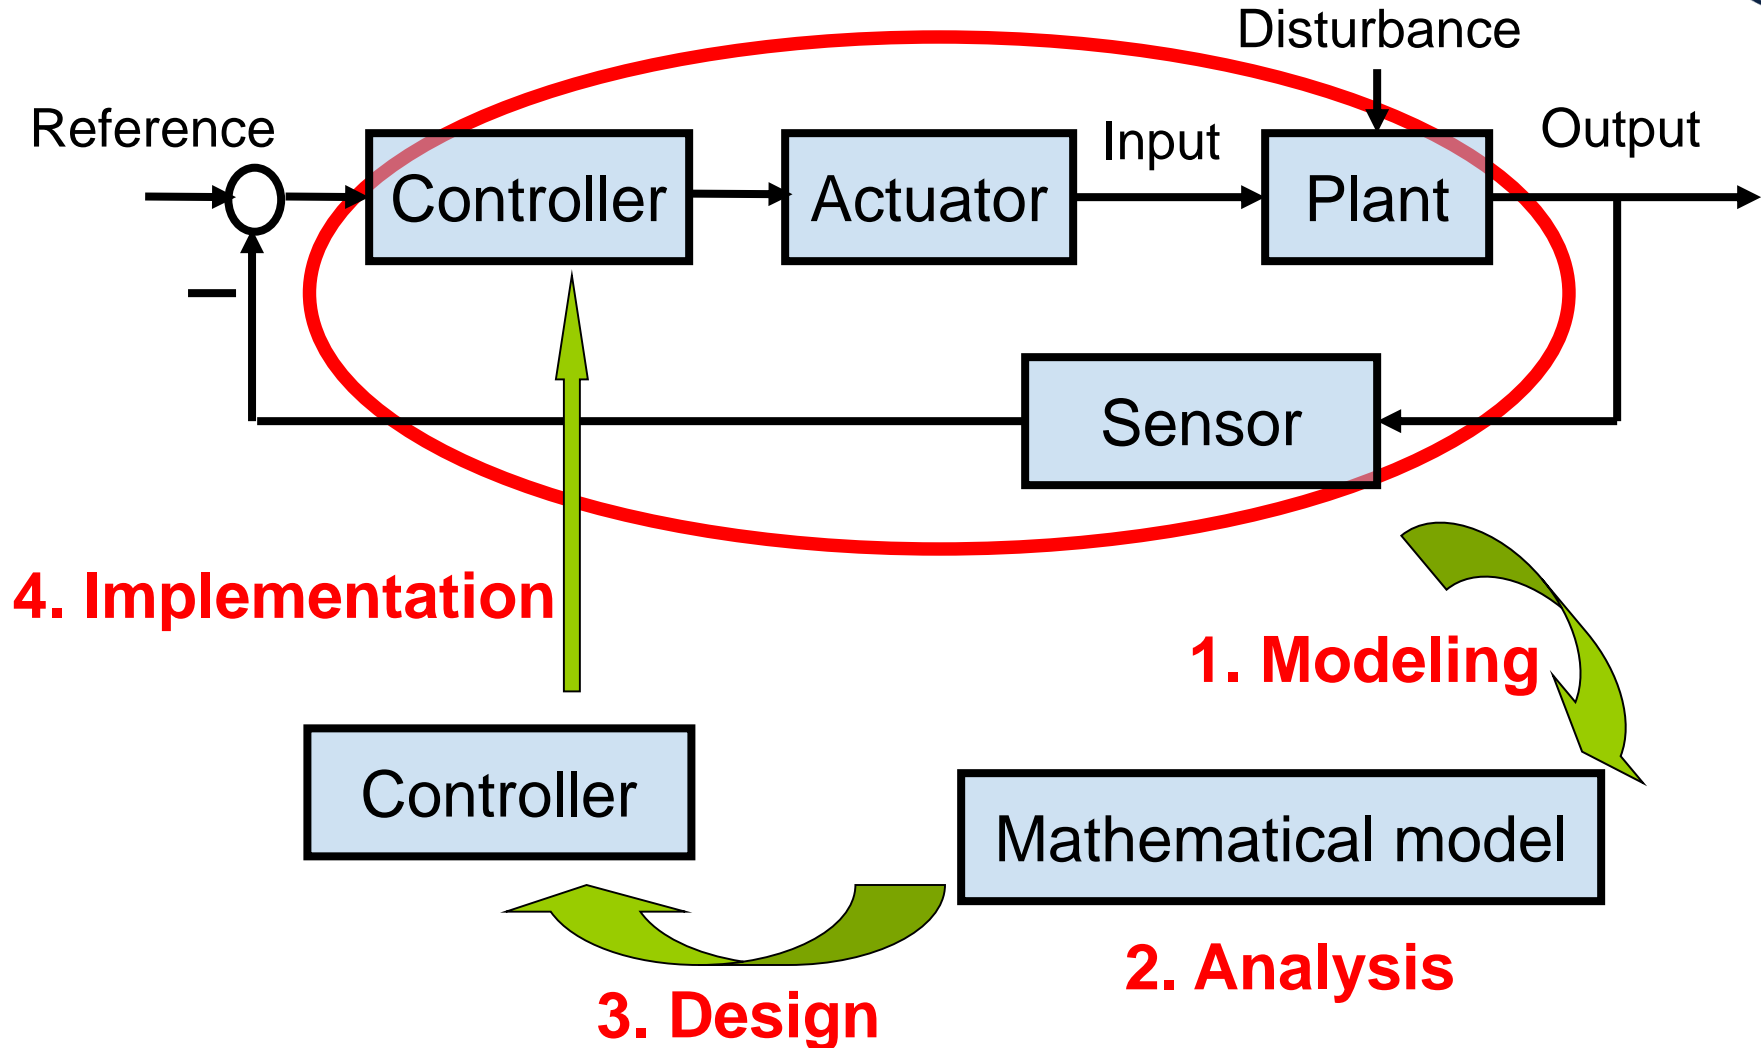 Disturbance
Reference
Input
Output
Controller
Actuator
Plant
–
Sensor
4. Implementation
1. Modeling
Controller
Mathematical model
2. Analysis
3. Design